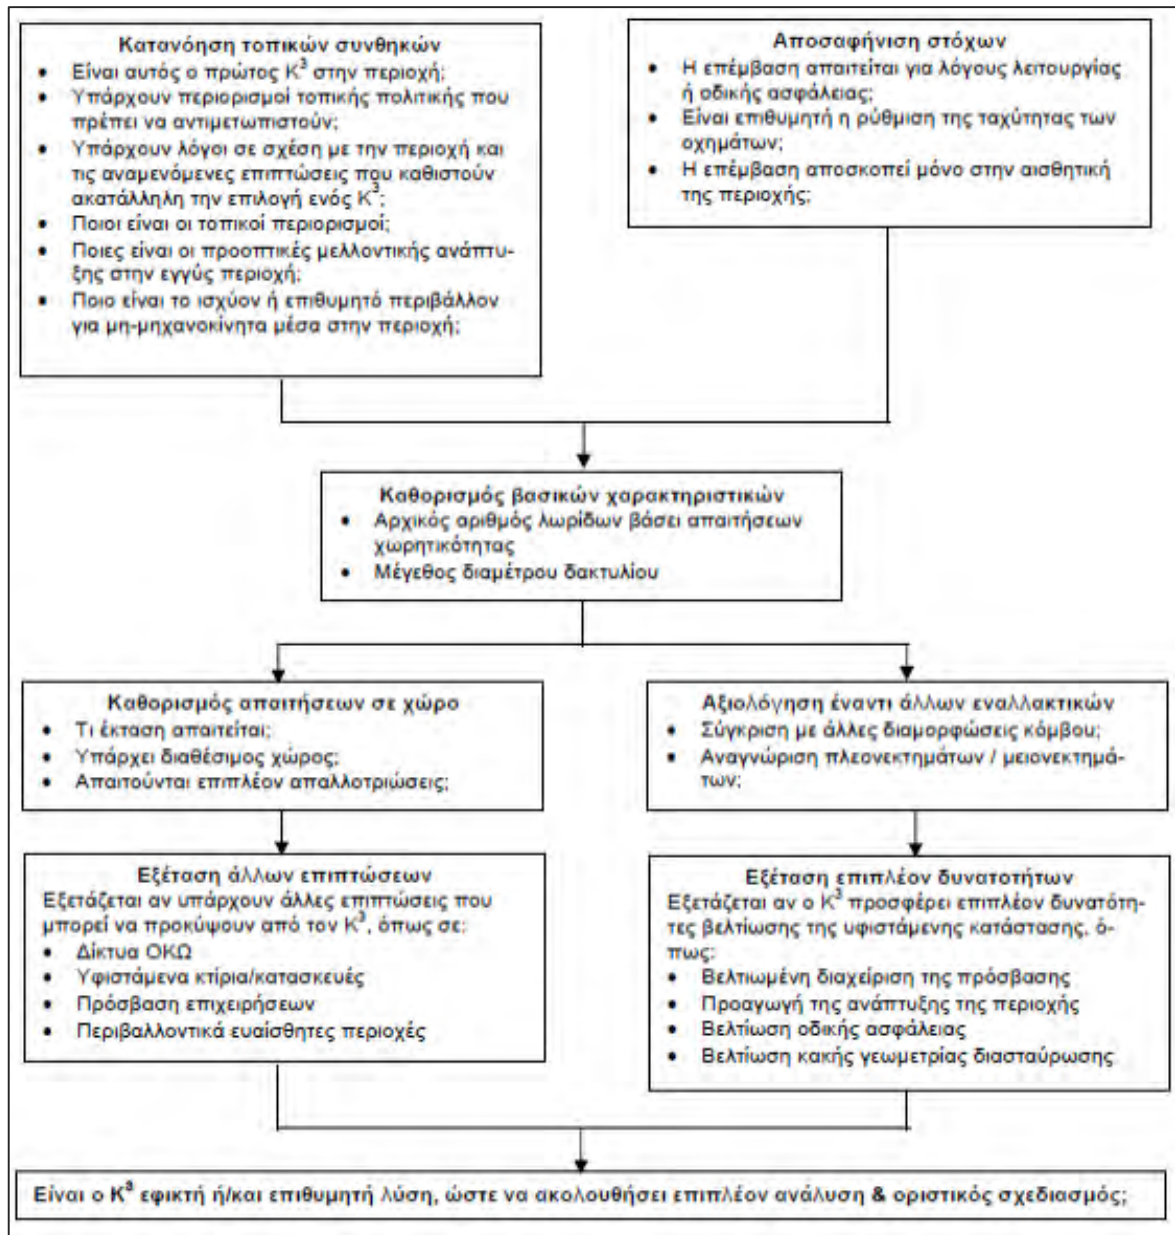 Κατανόηση τοπικών συνθηκών
• Είναι αυτός ο πρώτος Κ³ στην περιοχή;
• Υπάρχουν περιορισμοί τοπικής πολιτικής που
πρέπει να αντιμετωπιστούν;
• Υπάρχουν λόγοι σε σχέση με την περιοχή και
τις αναμενόμενες επιπτώσεις που καθιστούν
ακατάλληλη την επιλογή ενός Κ³;
• Ποιοι είναι οι τοπικοί περιορισμοί;
• Ποιες είναι οι προοπτικές μελλοντικής ανάπτυ-
ξης στην εγγύς περιοχή;
• Ποιο είναι το ισχύον ή επιθυμητό περιβάλλον
για μη-μηχανοκίνητα μέσα στην περιοχή;
Αποσαφήνιση στόχων
• Η επέμβαση απαιτείται για λόγους λειτουργίας
ή οδικής ασφάλειας;
• Είναι επιθυμητή η ρύθμιση της ταχύτητας των
οχημάτων;
• Η επέμβαση αποσκοπεί μόνο στην αισθητική
της περιοχής;
Καθορισμός βασικών χαρακτηριστικών
• Αρχικός αριθμός λωρίδων βάσει απαιτήσεων
χωρητικότητας
• Μέγεθος διαμέτρου δακτυλίου
Καθορισμός απαιτήσεων σε χώρο
• Τι έκταση απαιτείται;
• Υπάρχει διαθέσιμος χώρος;
• Απαιτούνται επιπλέον απαλλοτριώσεις;
Αξιολόγηση έναντι άλλων εναλλακτικών
• Σύγκριση με άλλες διαμορφώσεις κόμβου;
• Αναγνώριση πλεονεκτημάτων / μειονεκτημά-
των;
Εξέταση άλλων επιπτώσεων
Εξετάζεται αν υπάρχουν άλλες επιπτώσεις που
μπορεί να προκύψουν από τον Κ³, όπως σε:
• Δίκτυα ΟΚΩ
• Υφιστάμενα κτίρια/κατασκευές
• Πρόσβαση επιχειρήσεων
• Περιβαλλοντικά ευαίσθητες περιοχές
Εξέταση επιπλέον δυνατοτήτων
Εξετάζεται αν ο Κ³ προσφέρει επιπλέον δυνατότη-
τες βελτίωσης της υφιστάμενης κατάστασης, ό-
πως:
• Βελτιωμένη διαχείριση της πρόσβασης
• Προαγωγή της ανάπτυξης της περιοχής
• Βελτίωση οδικής ασφάλειας
• Βελτίωση κακής γεωμετρίας διασταύρωσης
Είναι ο Κ³ εφικτή ή/και επιθυμητή λύση, ώστε να ακολουθήσει επιπλέον ανάλυση & οριστικός σχεδιασμός;